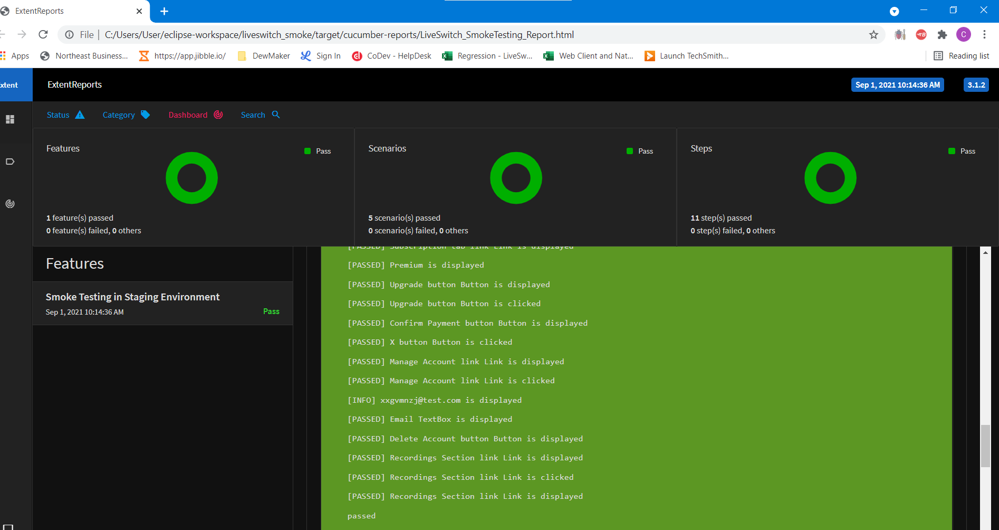 ExtentReports
File | C:/Users/User/eclipse-workspace/liveswitch_smoke/target/cucumber-reports/LiveSwitch_SmokeTesting_Report.html
C
Apps Northeast Business... https://app.jibble.io/ DewMaker Sign In CoDev - HelpDesk Regression - LiveSw... Web Client and Nat... Launch TechSmith... Reading list
xtent ExtentReports Sep 1, 2021 10:14:36 AM 3.1.2
Status Category Dashboard Search
Features Pass
1 feature(s) passed
0 feature(s) failed, 0 others
Scenarios Pass
5 scenario(s) passed
0 scenario(s) failed, 0 others
Steps Pass
11 step(s) passed
0 step(s) failed, 0 others
Features
Smoke Testing in Staging Environment
Sep 1, 2021 10:14:36 AM Pass
[PASSED] Subscription tab link Link is displayed
[PASSED] Premium is displayed
[PASSED] Upgrade button Button is displayed
[PASSED] Upgrade button Button is clicked
[PASSED] Confirm Payment button Button is displayed
[PASSED] X button Button is clicked
[PASSED] Manage Account link Link is displayed
[PASSED] Manage Account link Link is clicked
[INFO] xxgvmnzj@test.com is displayed
[PASSED] Email TextBox is displayed
[PASSED] Delete Account button Button is displayed
[PASSED] Recordings Section link Link is displayed
[PASSED] Recordings Section link Link is clicked
[PASSED] Recordings Section link Link is displayed
passed